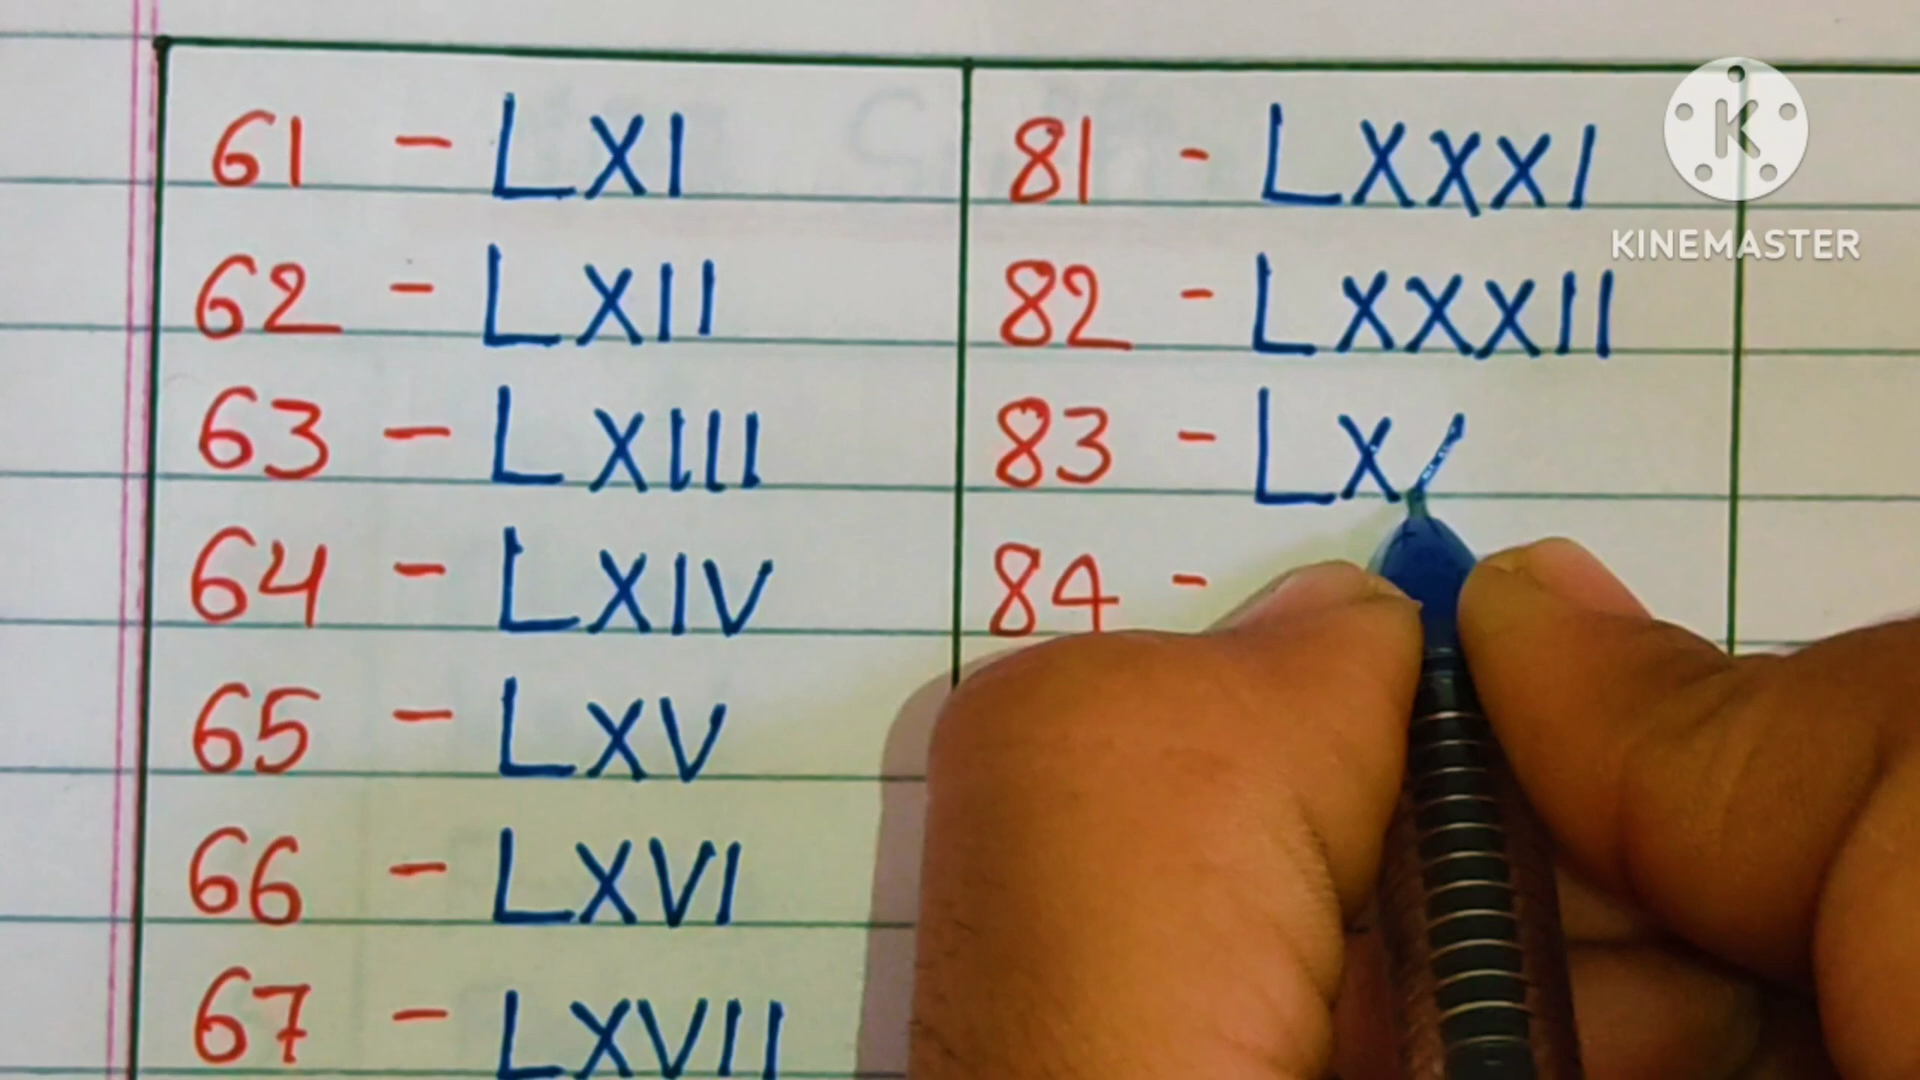 61 - LXI
62 - LXII
63 - LXIII
64 - LXIV
65 - LXV
66 - LXVI
67 - LXVII
81 - LXXXI
82 - LXXXII
83 - LX
84 -
K
KINEMASTER